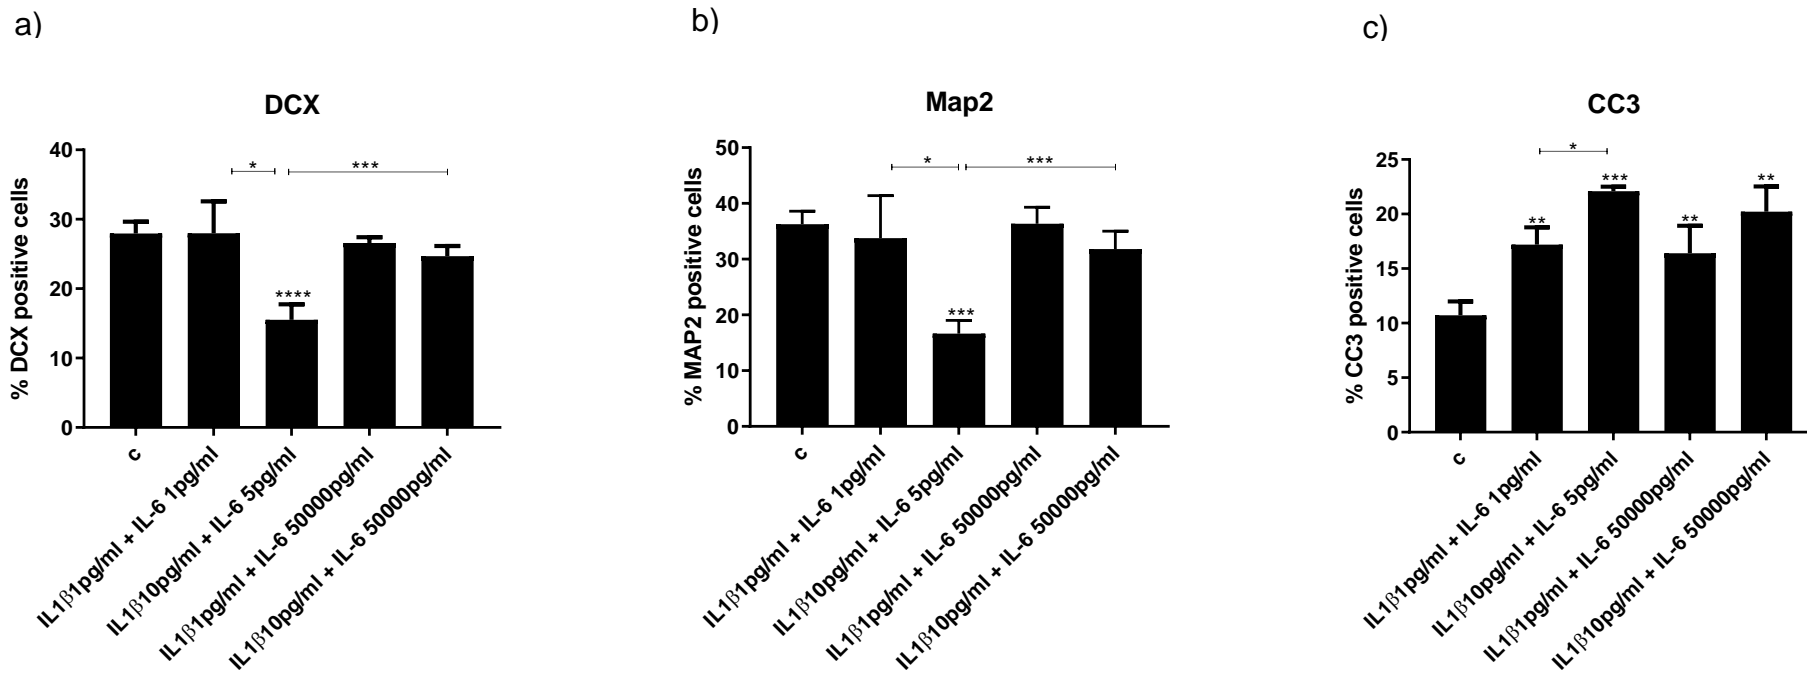 a)
DCX
% DCX positive cells
40
30
20
10
0
*
***
****
c
IL1β1pg/ml + IL-6 1pg/ml
IL1β10pg/ml + IL-6 5pg/ml
IL1β1pg/ml + IL-6 50000pg/ml
IL1β10pg/ml + IL-6 50000pg/ml
b)
Map2
% MAP2 positive cells
50
40
30
20
10
0
*
***
***
c
IL1β1pg/ml + IL-6 1pg/ml
IL1β10pg/ml + IL-6 5pg/ml
IL1β1pg/ml + IL-6 50000pg/ml
IL1β10pg/ml + IL-6 50000pg/ml
c)
CC3
% CC3 positive cells
25
20
15
10
5
0
*
**
***
**
**
c
IL1β1pg/ml + IL-6 1pg/ml
IL1β10pg/ml + IL-6 5pg/ml
IL1β1pg/ml + IL-6 50000pg/ml
IL1β10pg/ml + IL-6 50000pg/ml